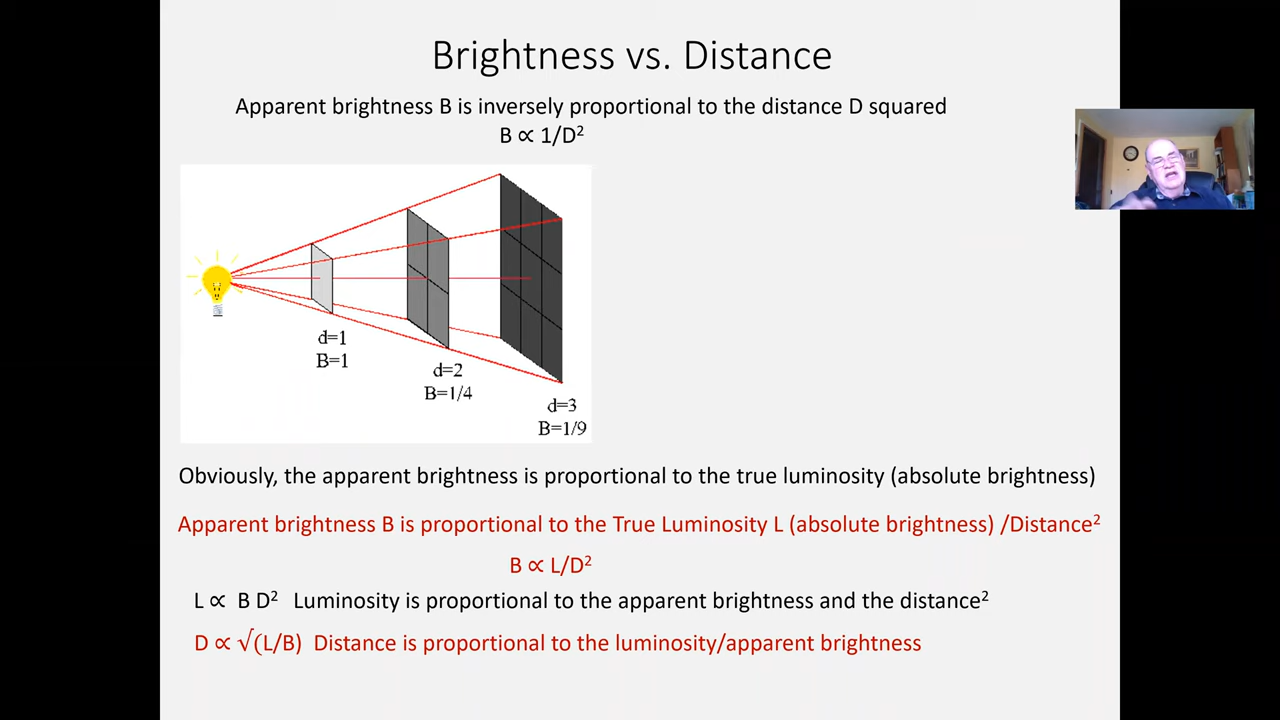 Brightness vs. Distance
Apparent brightness B is inversely proportional to the distance D squared
B ∝ 1/D²
d=1
B=1
d=2
B=1/4
d=3
B=1/9
Obviously, the apparent brightness is proportional to the true luminosity (absolute brightness)
Apparent brightness B is proportional to the True Luminosity L (absolute brightness) /Distance²
B ∝ L/D²
L ∝ B D² Luminosity is proportional to the apparent brightness and the distance²
D ∝ √(L/B) Distance is proportional to the luminosity/apparent brightness